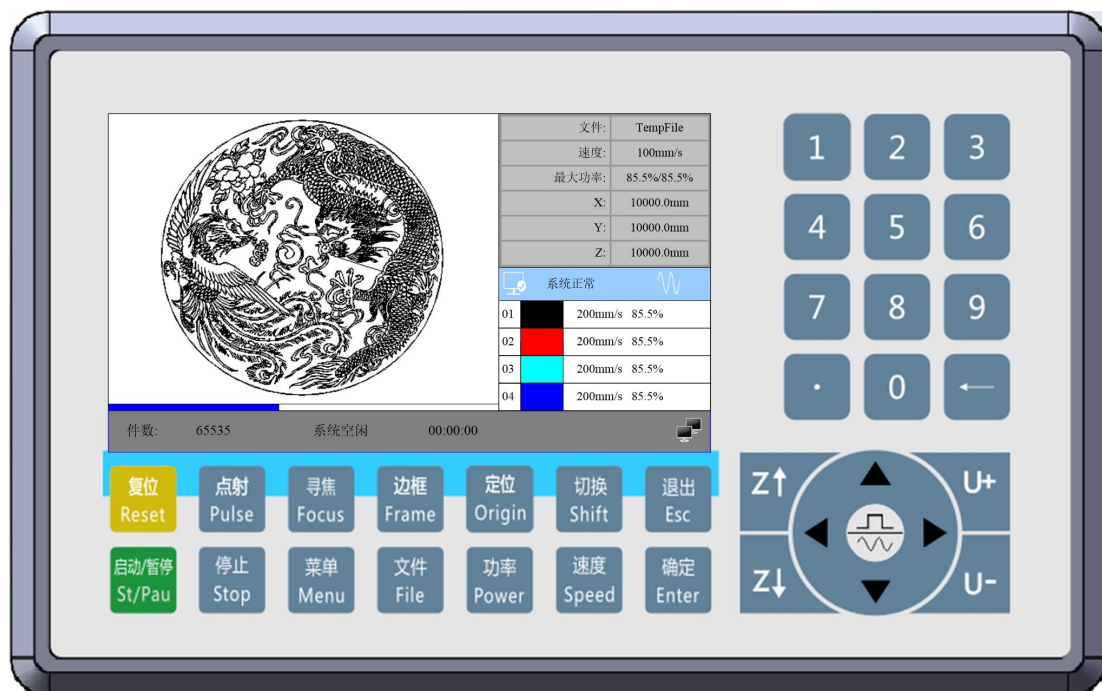 文件: TempFile
速度: 100mm/s
最大功率: 85.5%/85.5%
X: 10000.0mm
Y: 10000.0mm
Z: 10000.0mm
系统正常
01 200mm/s 85.5%
02 200mm/s 85.5%
03 200mm/s 85.5%
04 200mm/s 85.5%
件数: 65535 系统空闲 00:00:00
1 2 3
4 5 6
7 8 9
· 0 ←
复位 点射 寻焦 边框 定位 切换 退出
Reset Pulse Focus Frame Origin Shift Esc
启动/暂停 停止 菜单 文件 功率 速度 确定
St/Pau Stop Menu File Power Speed Enter
Z↑ U+
Z↓ U-